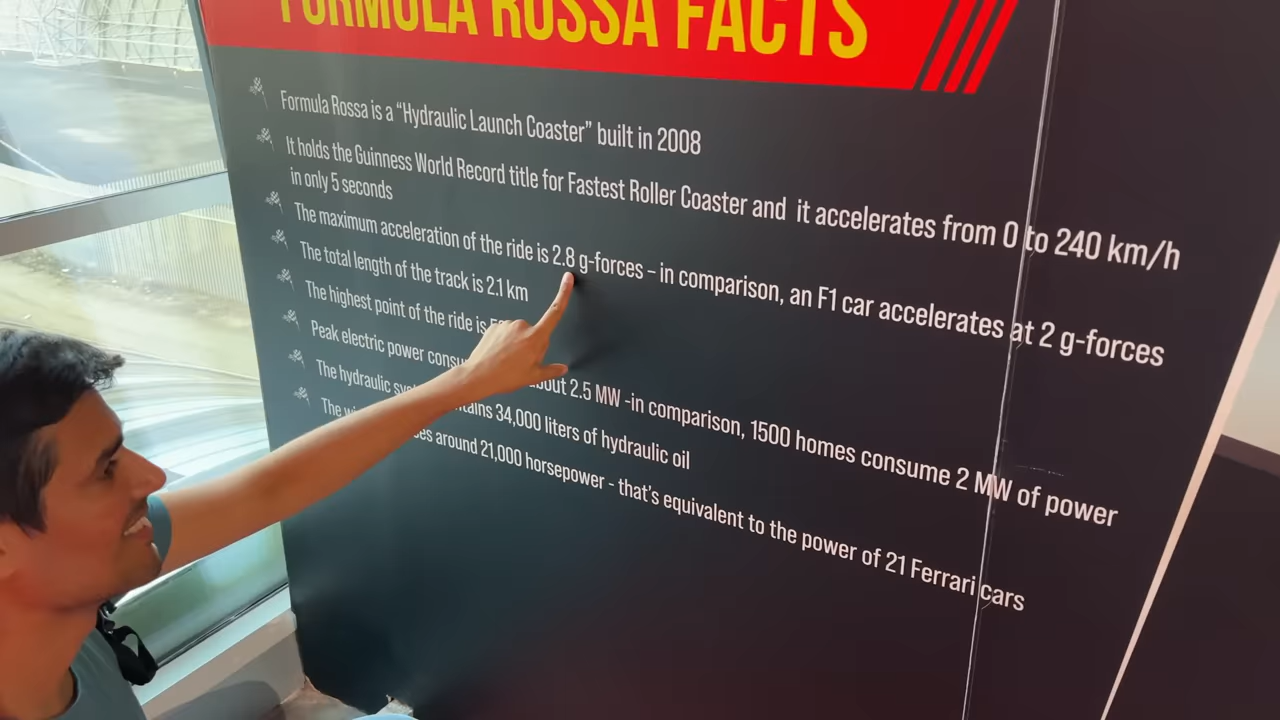 FORMULA ROSSA FACTS
Formula Rossa is a “Hydraulic Launch Coaster” built in 2008
It holds the Guinness World Record title for Fastest Roller Coaster and it accelerates from 0 to 240 km/h
in only 5 seconds
The maximum acceleration of the ride is 2.8 g-forces – in comparison, an F1 car accelerates at 2 g-forces
The total length of the track is 2.1 km
The highest point of the ride is
Peak electric power about 2.5 MW -in comparison, 1500 homes consume 2 MW of power
The hydraulic 34,000 liters of hydraulic oil
The around 21,000 horsepower - that's equivalent to the power of 21 Ferrari cars